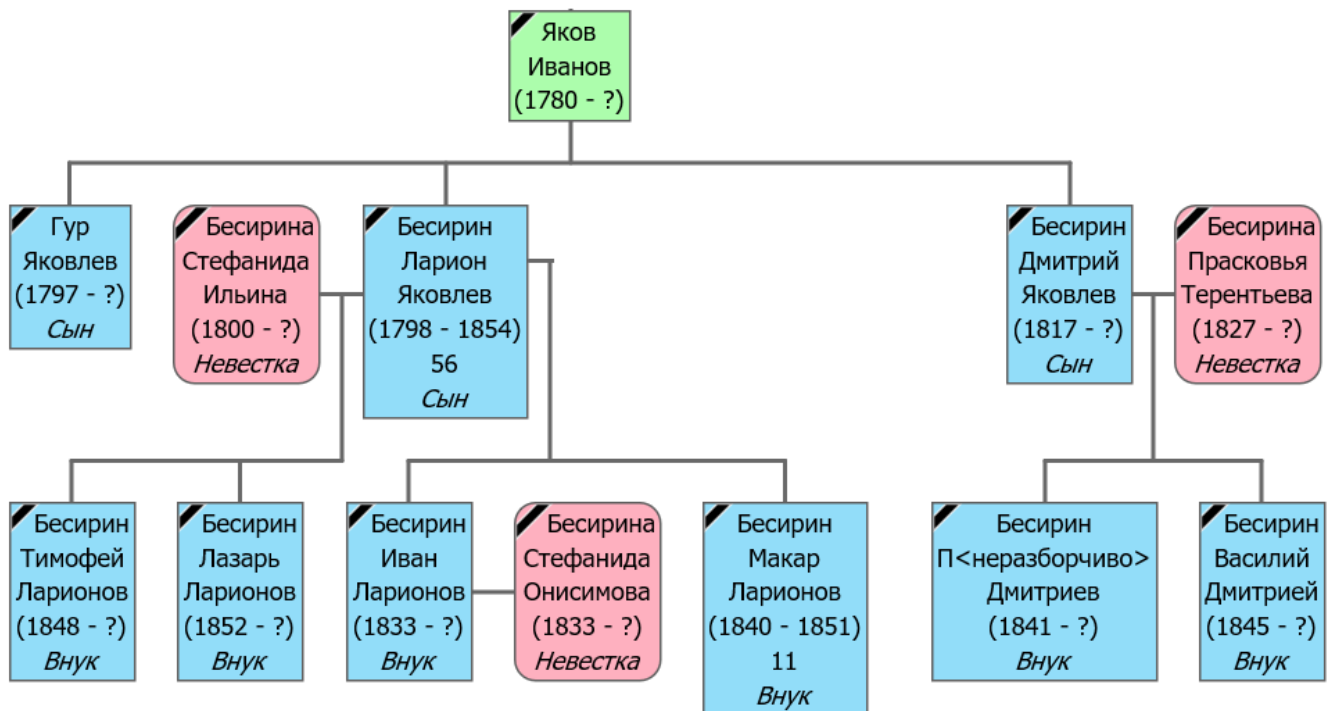 Яков
Иванов
(1780 - ?)
Гур
Яковлев
(1797 - ?)
Сын
Бесирина
Стефанида
Ильина
(1800 - ?)
Невестка
Бесирин
Ларион
Яковлев
(1798 - 1854)
56
Сын
Бесирин
Дмитрий
Яковлев
(1817 - ?)
Сын
Бесирина
Прасковья
Терентьева
(1827 - ?)
Невестка
Бесирин
Тимофей
Ларионов
(1848 - ?)
Внук
Бесирин
Лазарь
Ларионов
(1852 - ?)
Внук
Бесирин
Иван
Ларионов
(1833 - ?)
Внук
Бесирина
Стефанида
Онисимова
(1833 - ?)
Невестка
Бесирин
Макар
Ларионов
(1840 - 1851)
11
Внук
Бесирин
П<неразборчиво>
Дмитриев
(1841 - ?)
Внук
Бесирин
Василий
Дмитрией
(1845 - ?)
Внук